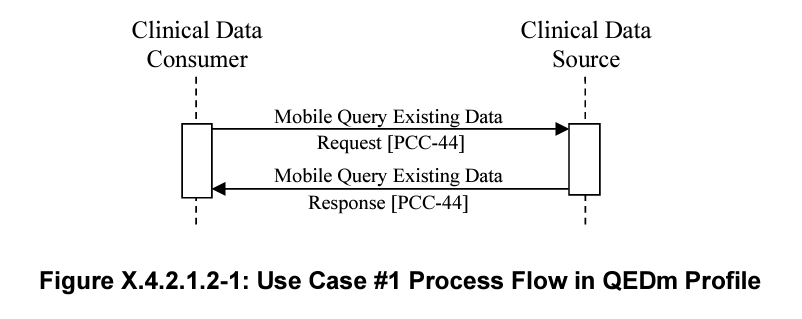 Clinical Data
Consumer
Clinical Data
Source
Mobile Query Existing Data
Request [PCC-44]
Mobile Query Existing Data
Response [PCC-44]
Figure X.4.2.1.2-1: Use Case #1 Process Flow in QEDm Profile